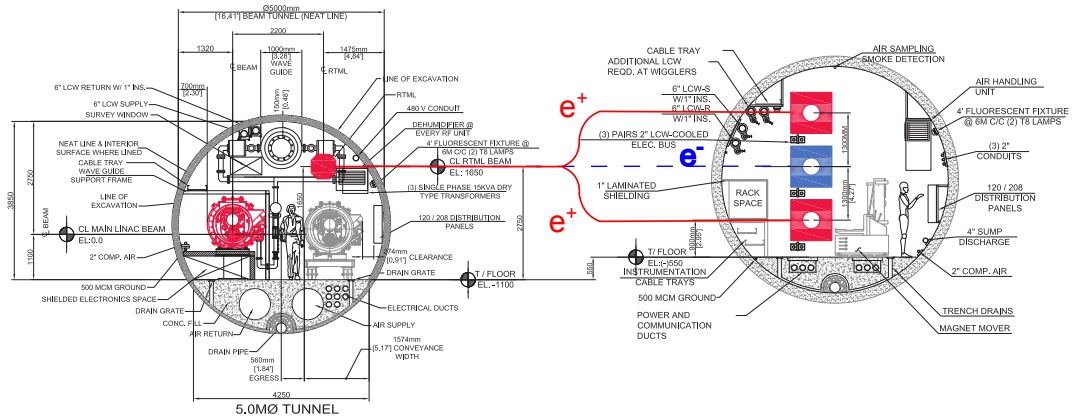 Ø5000mm
[16.41'] BEAM TUNNEL (NEAT LINE)
2200
1320
1000mm
[3.28']
WAVE
GUIDE
1475mm
[4.84']
℄BEAM
℄RTML
700mm
[2.30']
150mm
[0.48']
6" LCW RETURN W/ 1" INS.
6" LCW SUPPLY
SURVEY WINDOW
NEAT LINE & INTERIOR
SURFACE WHERE LINED
CABLE TRAY
WAVE GUIDE
SUPPORT FRAME
LINE OF
EXCAVATION
℄ BEAM
CL MAIN LINAC BEAM
EL:0.0
2" COMP. AIR
500 MCM GROUND
SHIELDED ELECTRONICS SPACE
DRAIN GRATE
CONC. FILL
AIR RETURN
DRAIN PIPE
3850
2750
1100
LINE OF EXCAVATION
RTML
480 V CONDUIT
DEHUMIDIFIER @
EVERY RF UNIT
4' FLUORESCENT FIXTURE @
6M C/C (2) T8 LAMPS
CL RTML BEAM
EL: 1650
(3) SINGLE PHASE 15KVA DRY
TYPE TRANSFORMERS
1650
120 / 208 DISTRIBUTION
PANELS
2750
274mm
[0.91'] CLEARANCE
DRAIN GRATE
T / FLOOR
EL. -1100
ELECTRICAL DUCTS
AIR SUPPLY
1574mm
[5.17'] CONVEYANCE
WIDTH
560mm
[1.84']
EGRESS
4250
5.0MØ TUNNEL
e+
e-
e+
CABLE TRAY
ADDITIONAL LCW
REQD. AT WIGGLERS
6" LCW-S
W/1" INS.
6" LCW-R
W/1" INS.
(3) PAIRS 2" LCW-COOLED
ELEC. BUS
1" LAMINATED
SHIELDING
RACK
SPACE
900mm
[2.95']
550
T/ FLOOR
EL:(-)550
INSTRUMENTATION
CABLE TRAYS
500 MCM GROUND
POWER AND
COMMUNICATION
DUCTS
AIR SAMPLING
SMOKE DETECTION
AIR HANDLING
UNIT
4' FLUORESCENT FIXTURE
@ 6M C/C (2) T8 LAMPS
1300MM
1300MM
[4.27']
(3) 2"
CONDUITS
120 / 208
DISTRIBUTION
PANELS
4" SUMP
DISCHARGE
2" COMP. AIR
TRENCH DRAINS
MAGNET MOVER